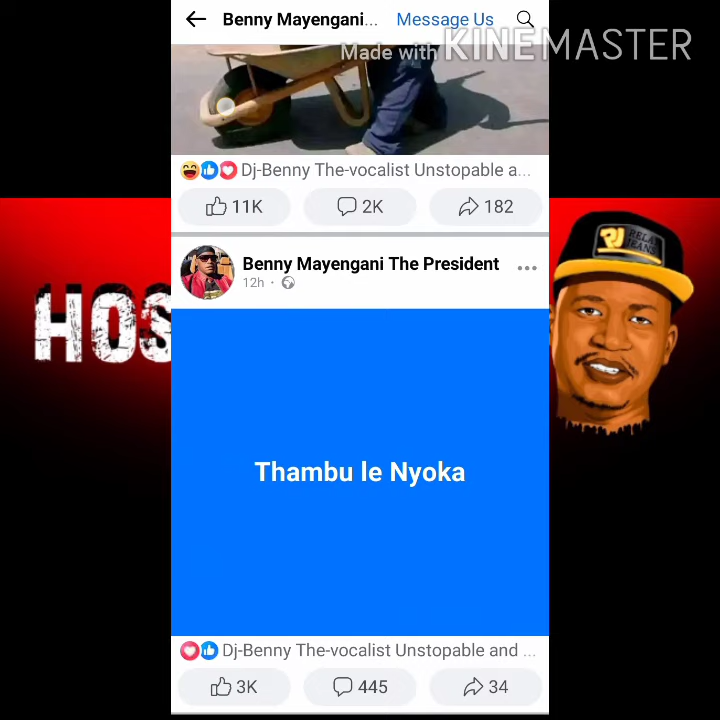 Benny Mayengani...
Message Us
Made with KINEMASTER
Dj-Benny The-vocalist Unstopable a...
11K
2K
182
HOS
Benny Mayengani The President
12h ·
Thambu le Nyoka
Dj-Benny The-vocalist Unstopable and ...
3K
445
34